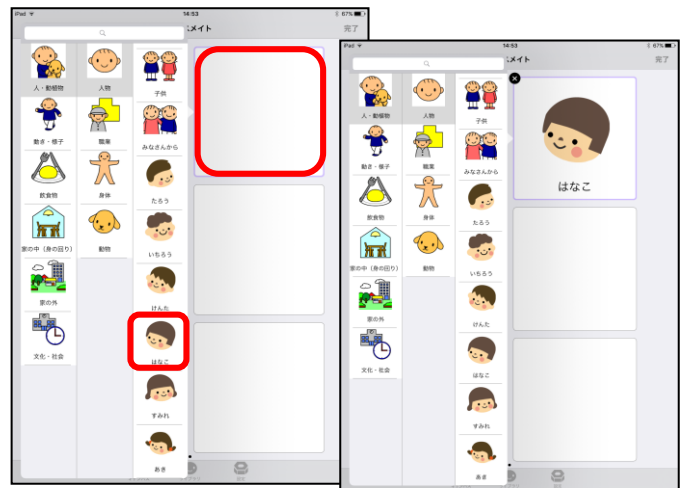 iPad 14:53 67%
メイト 完了
人・動植物 人物 子供
動き・様子 職業 みなさんから
飲食物 身体 たろう
家の中（身の回り） 動物 いちろう
家の外 けんた
文化・社会 はなこ
すみれ
あき
iPad 14:53 67%
メイト 完了
人・動植物 人物 子供
動き・様子 職業 みなさんから
飲食物 身体 たろう
家の中（身の回り） 動物 いちろう
家の外 けんた
文化・社会 はなこ
すみれ
あき
はなこ